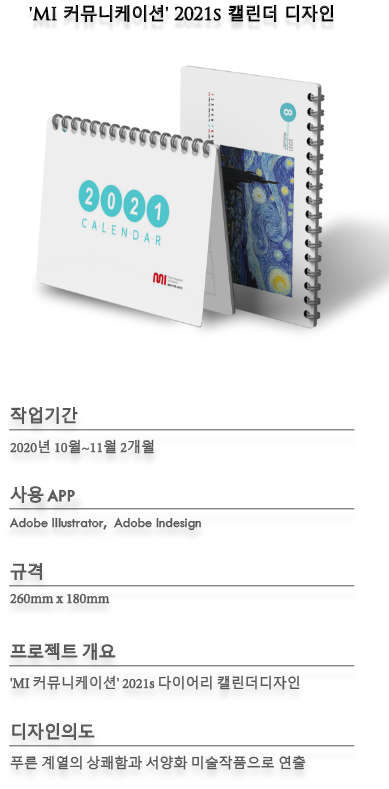 'MI 커뮤니케이션' 2021s 캘린더 디자인
8
2021
AUGUST
2021
CALENDAR
MI
작업기간
2020년 10월~11월 2개월
사용 APP
Adobe Illustrator, Adobe Indesign
규격
260mm x 180mm
프로젝트 개요
'MI 커뮤니케이션' 2021s 다이어리 캘린더디자인
디자인의도
푸른 계열의 상쾌함과 서양화 미술작품으로 연출